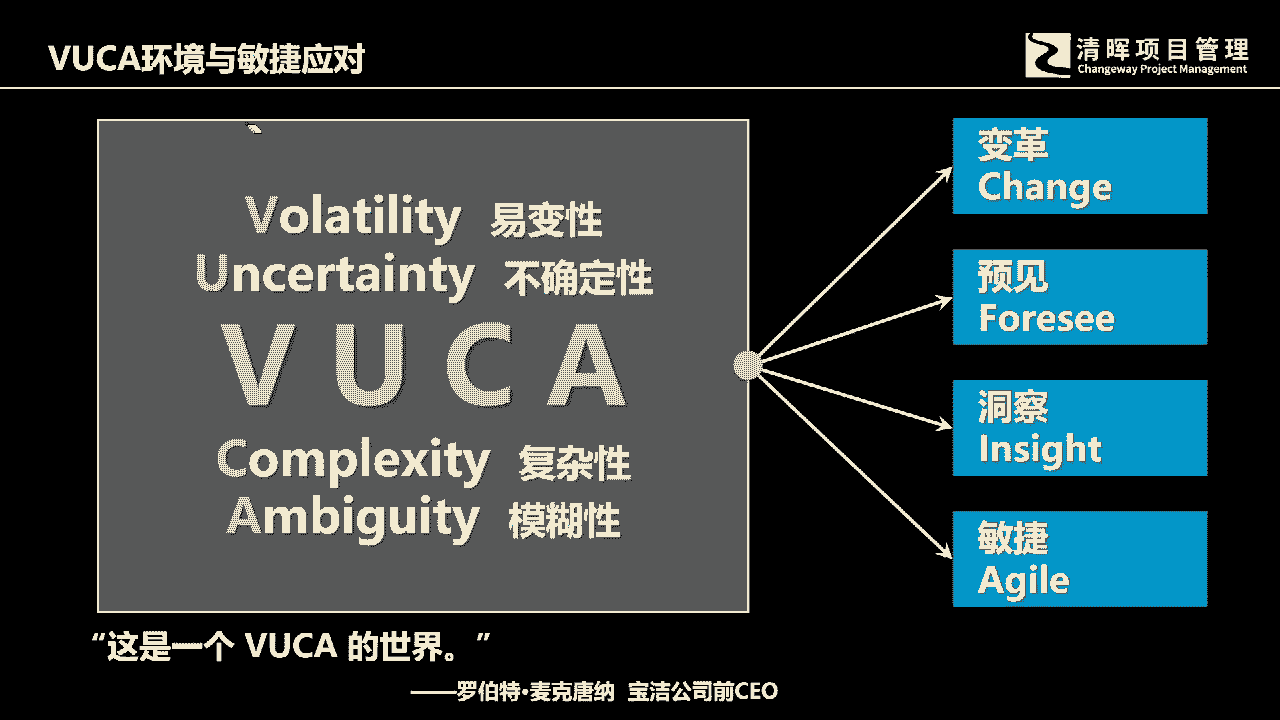 VUCA环境与敏捷应对
清晖项目管理
Changeway Project Management
Volatility 易变性
Uncertainty 不确定性
VUCA
Complexity 复杂性
Ambiguity 模糊性
变革
Change
预见
Foresee
洞察
Insight
敏捷
Agile
“这是一个 VUCA 的世界。”
——罗伯特·麦克唐纳 宝洁公司前CEO